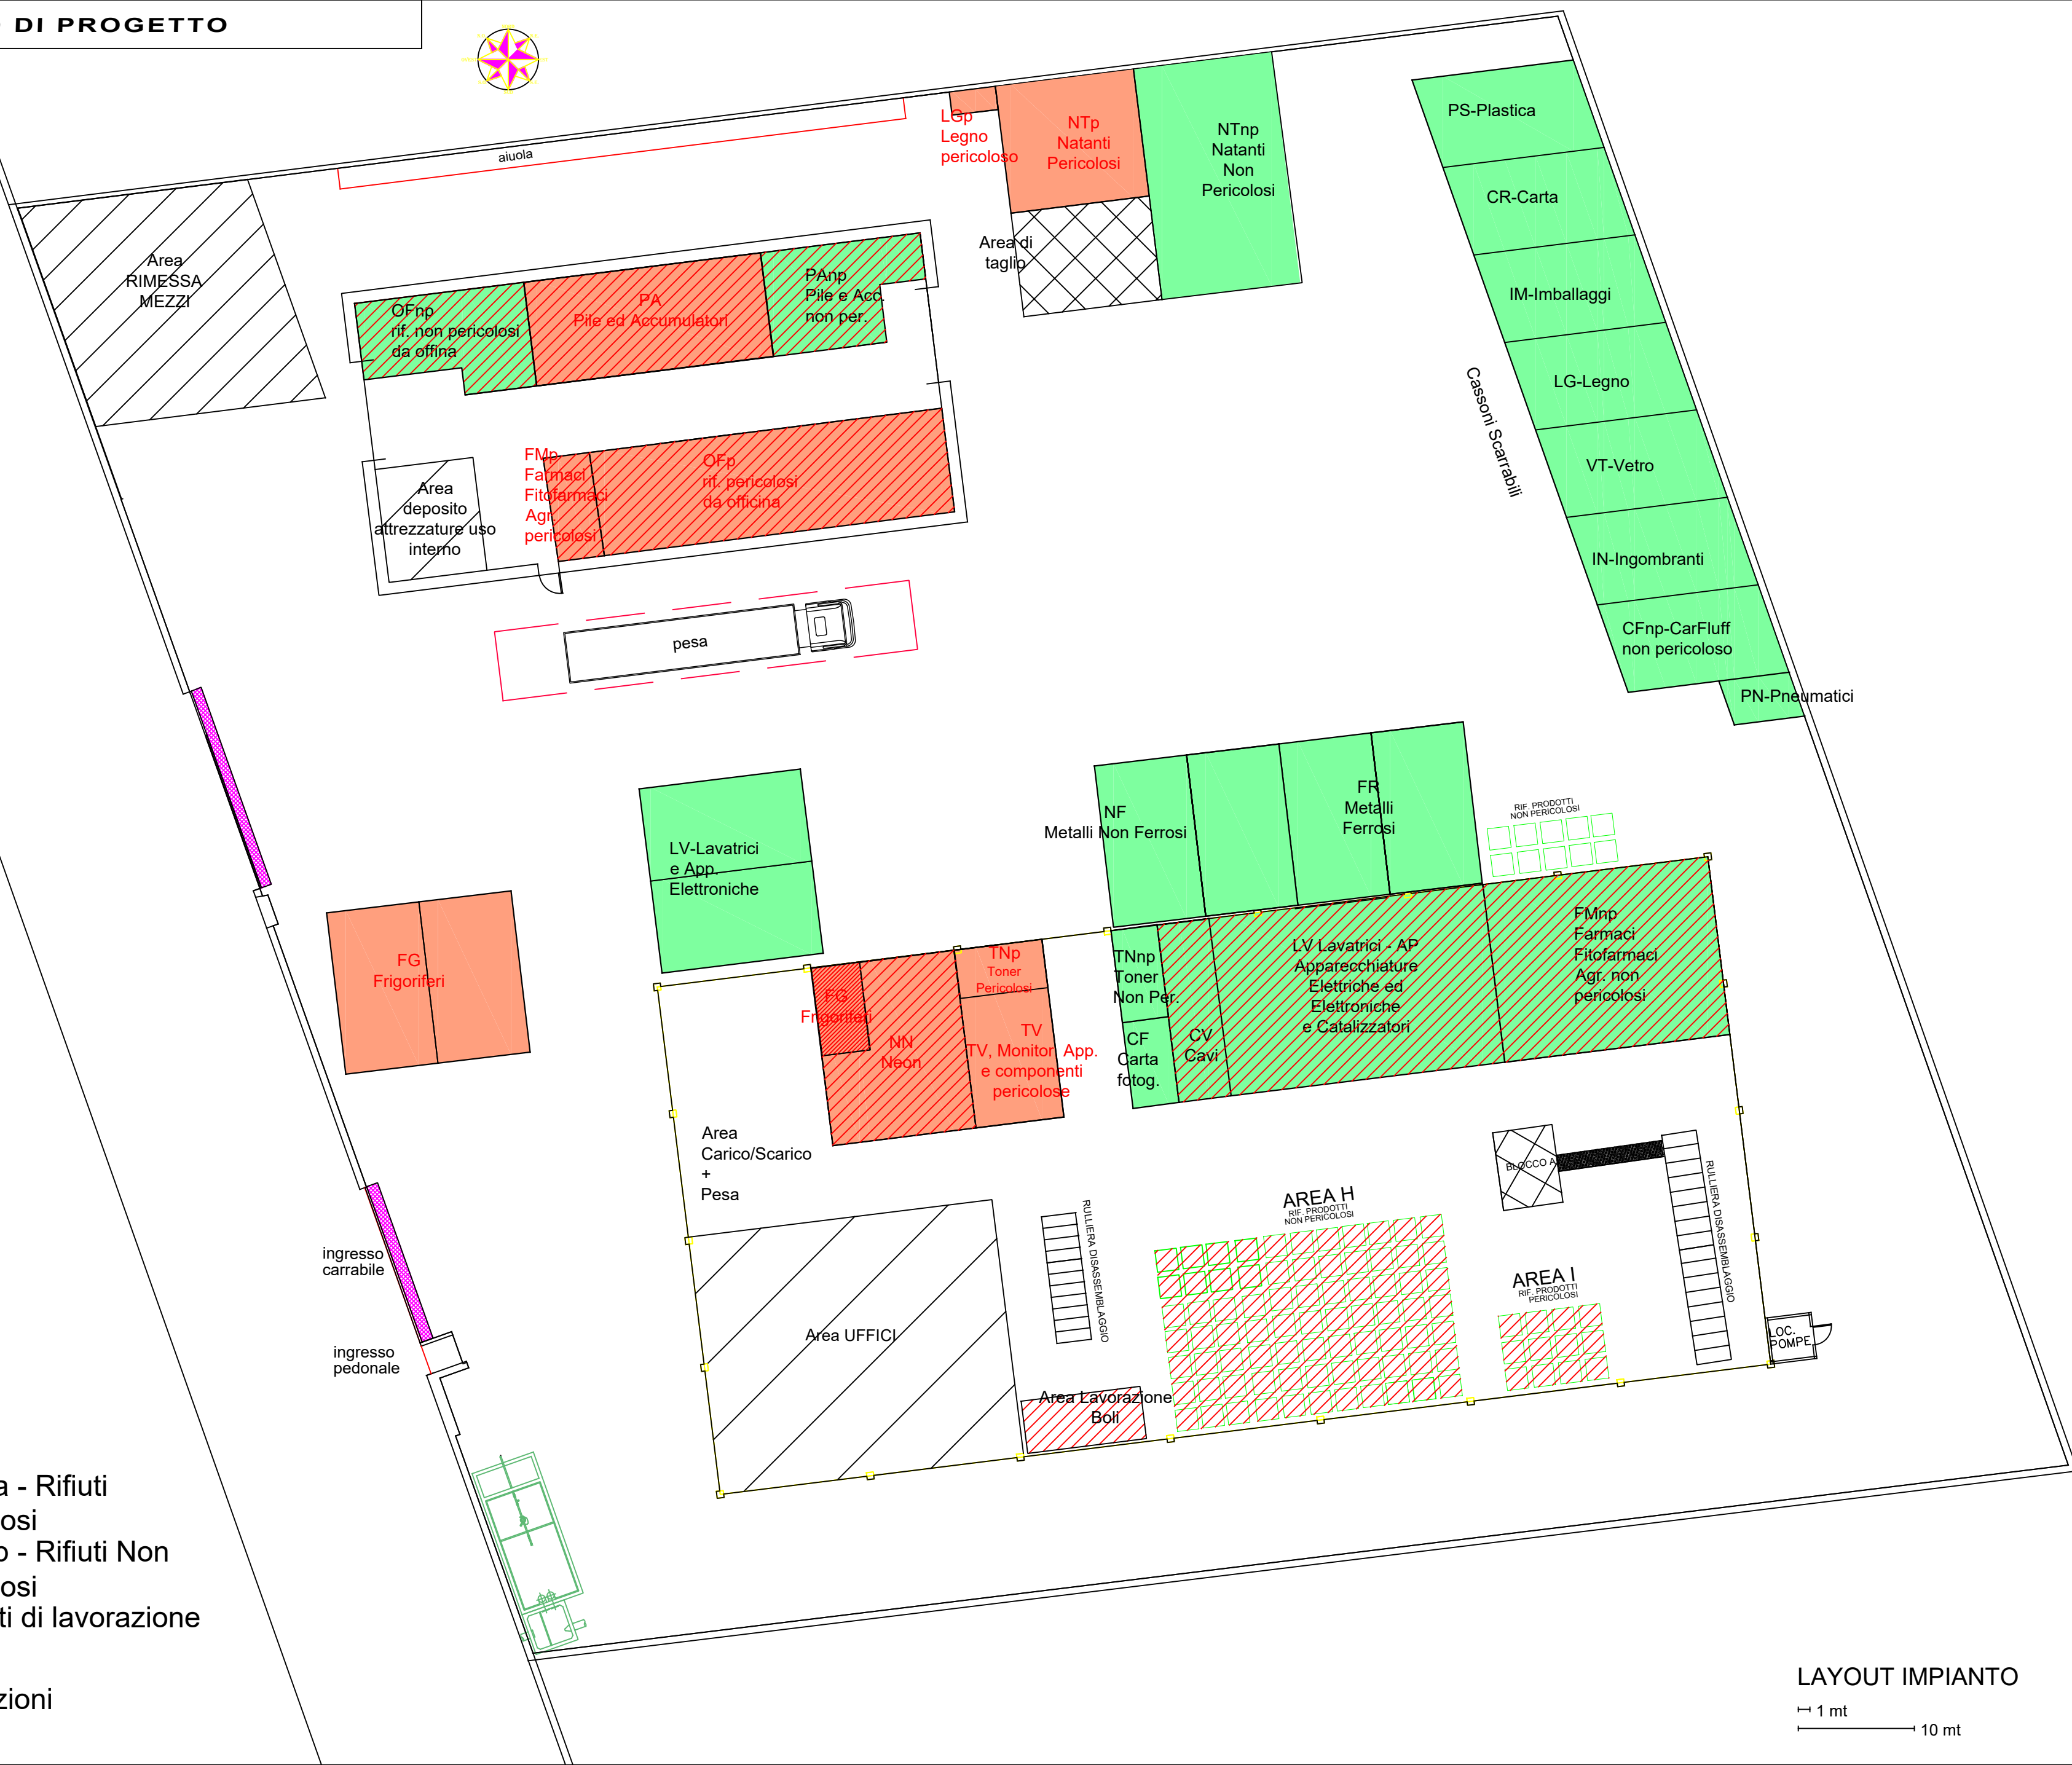 DI PROGETTO
aiuola
LGp
Legno
pericoloso
NTp
Natanti
Pericolosi
NTnp
Natanti
Non
Pericolosi
Area di
taglio
PS-Plastica
CR-Carta
IM-Imballaggi
LG-Legno
VT-Vetro
IN-Ingombranti
CFnp-CarFluff
non pericoloso
PN-Pneumatici
Cassoni Scarrabili
Area
RIMESSA
MEZZI
OFnp
rif. non pericolosi
da offina
PA
Pile ed Accumulatori
PAnp
Pile e Acc.
non per.
Area
deposito
attrezzature uso
interno
FMp
Farmaci
Fitofarmaci
Agr.
pericolosi
OFp
rif. pericolosi
da officina
pesa
LV-Lavatrici
e App.
Elettroniche
NF
Metalli Non Ferrosi
FR
Metalli
Ferrosi
RIF. PRODOTTI
NON PERICOLOSI
FG
Frigoriferi
FG
Frigoriferi
NN
Neon
TNp
Toner
Pericolosi
TV
TV, Monitor, App.
e componenti
pericolose
TNnp
Toner
Non Per.
CF
Carta
fotog.
CV
Cavi
LV Lavatrici - AP
Apparecchiature
Elettriche ed
Elettroniche
e Catalizzatori
FMnp
Farmaci
Fitofarmaci
Agr. non
pericolosi
Area
Carico/Scarico
+
Pesa
BLOCCO A
RULLIERA DISASSEMBLAGGIO
RULLIERA DISASSEMBLAGGIO
AREA H
RIF. PRODOTTI
NON PERICOLOSI
AREA I
RIF. PRODOTTI
PERICOLOSI
ingresso
carrabile
ingresso
pedonale
Area UFFICI
Area Lavorazione
Boli
LOC.
POMPE
a - Rifiuti
osi
o - Rifiuti Non
osi
ti di lavorazione
zioni
LAYOUT IMPIANTO
1 mt
10 mt